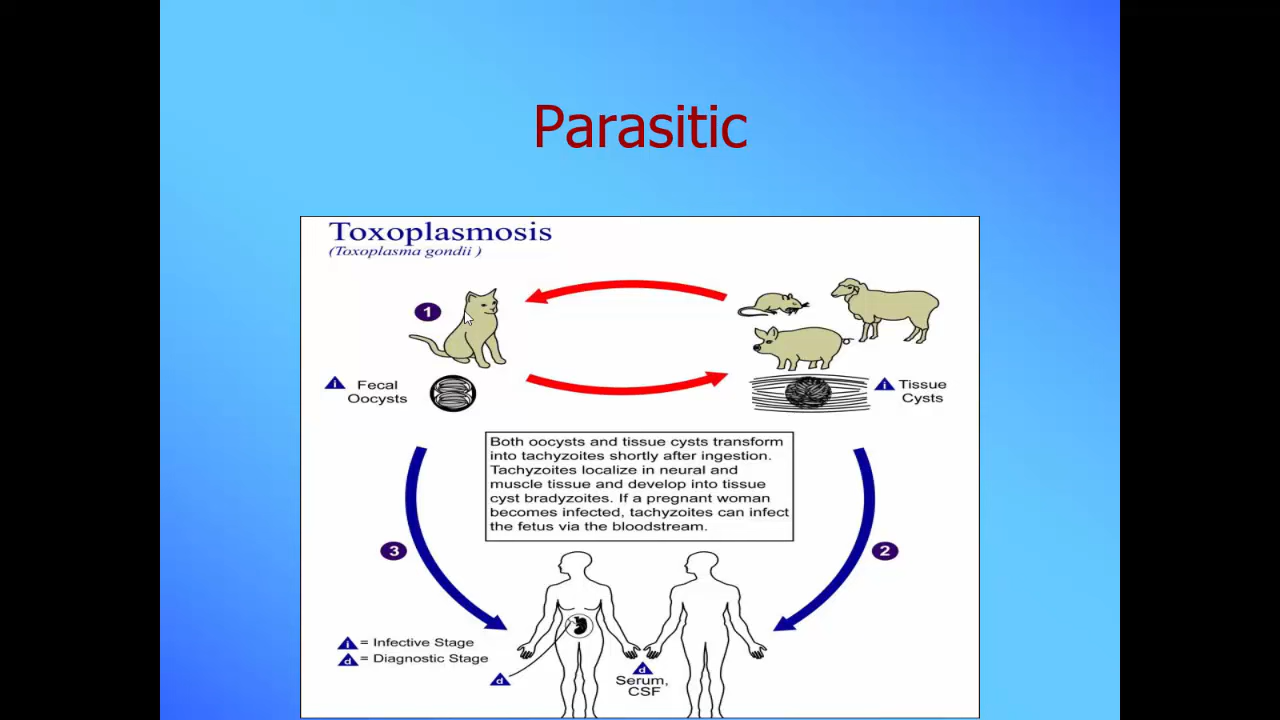 Parasitic
Toxoplasmosis
(Toxoplasma gondii )
1
i
Fecal
Oocysts
i
Tissue
Cysts
Both oocysts and tissue cysts transform
into tachyzoites shortly after ingestion.
Tachyzoites localize in neural and
muscle tissue and develop into tissue
cyst bradyzoites. If a pregnant woman
becomes infected, tachyzoites can infect
the fetus via the bloodstream.
3
2
i = Infective Stage
d = Diagnostic Stage
d
d
Serum,
CSF